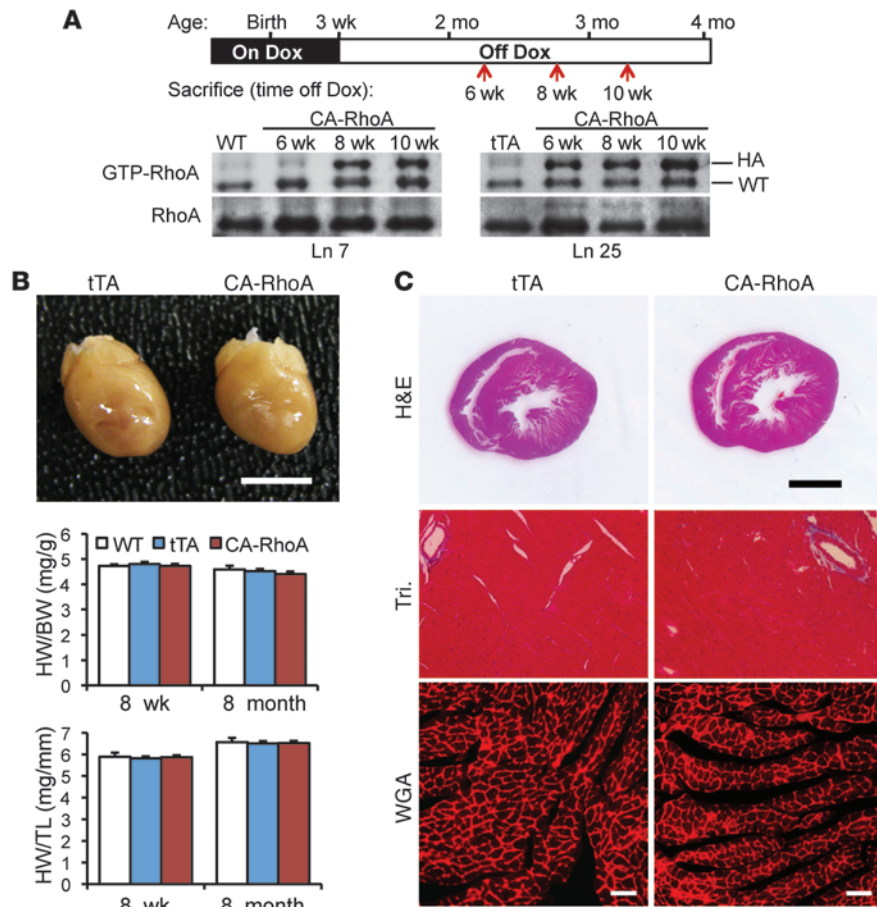 A
Age: Birth 3 wk 2 mo 3 mo 4 mo
On Dox Off Dox
Sacrifice (time off Dox): 6 wk 8 wk 10 wk
CA-RhoA CA-RhoA
WT 6 wk 8 wk 10 wk tTA 6 wk 8 wk 10 wk
GTP-RhoA HA
WT
RhoA
Ln 7 Ln 25
B
tTA CA-RhoA
HW/BW (mg/g)
6
5
4
3
2
1
0
WT tTA CA-RhoA
8 wk 8 month
HW/TL (mg/mm)
7
6
5
4
3
2
1
0
8 wk 8 month
C
tTA CA-RhoA
H&E
Tri.
WGA